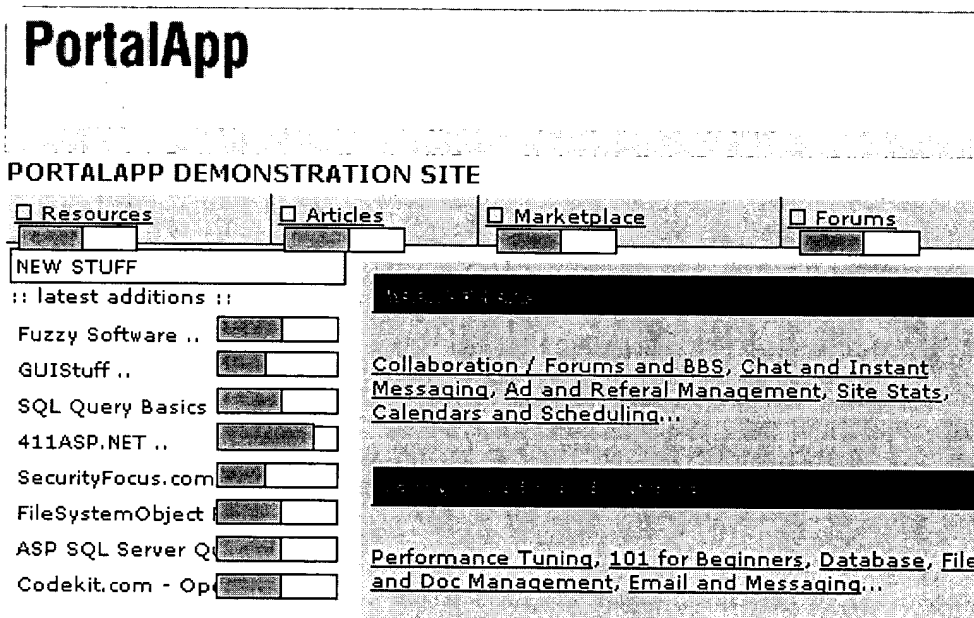 PortalApp
PORTALAPP DEMONSTRATION SITE
Resources Articles Marketplace Forums
NEW STUFF
:: latest additions ::
Fuzzy Software ..
GUIStuff ..
SQL Query Basics
411ASP.NET ..
SecurityFocus.com
FileSystemObject
ASP SQL Server
Codekit.com -
Collaboration / Forums and BBS, Chat and Instant
Messaging, Ad and Referal Management, Site Stats,
Calendars and Scheduling...
Performance Tuning, 101 for Beginners, Database, File
and Doc Management, Email and Messaging...